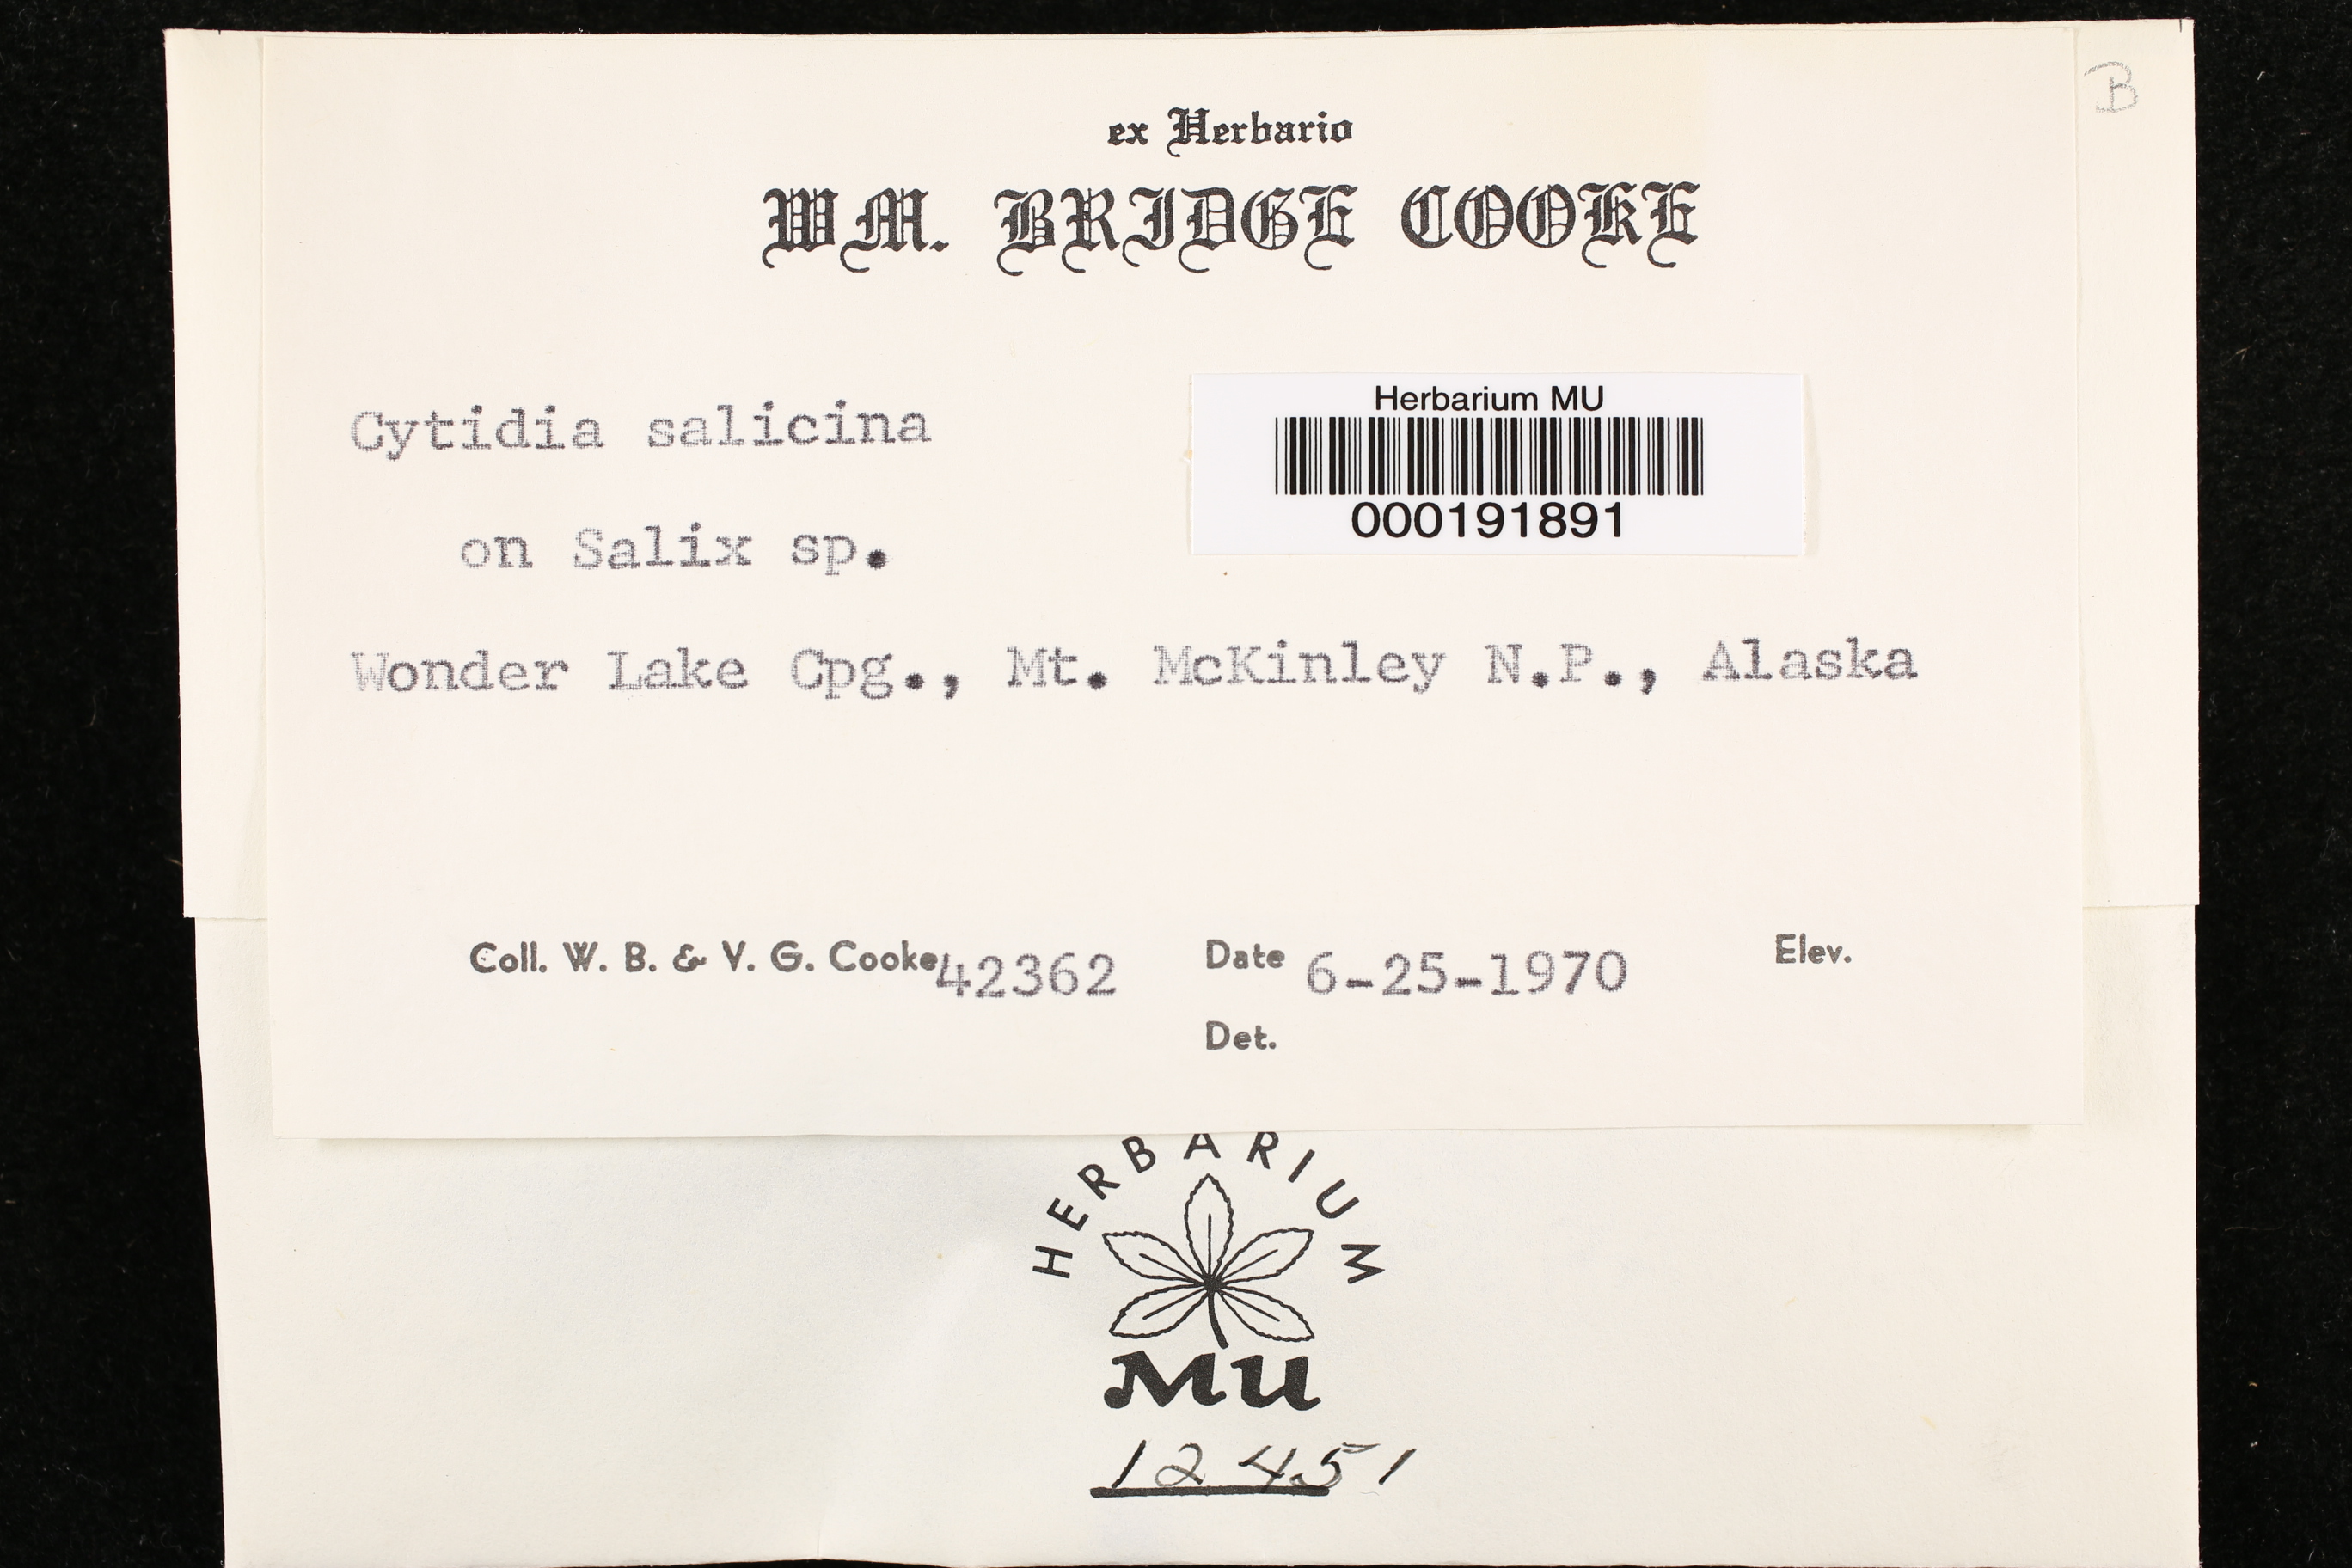 B
ex Herbario
WM. BRIDGE COOKE
Herbarium MU
000191891
Cytidia salicina
on Salix sp.
Wonder Lake Cpg., Mt. McKinley N.P., Alaska
Coll. W. B. & V. G. Cooke 42362 Date 6-25-1970 Elev.
Det.
HERBARIUM
MU
12451